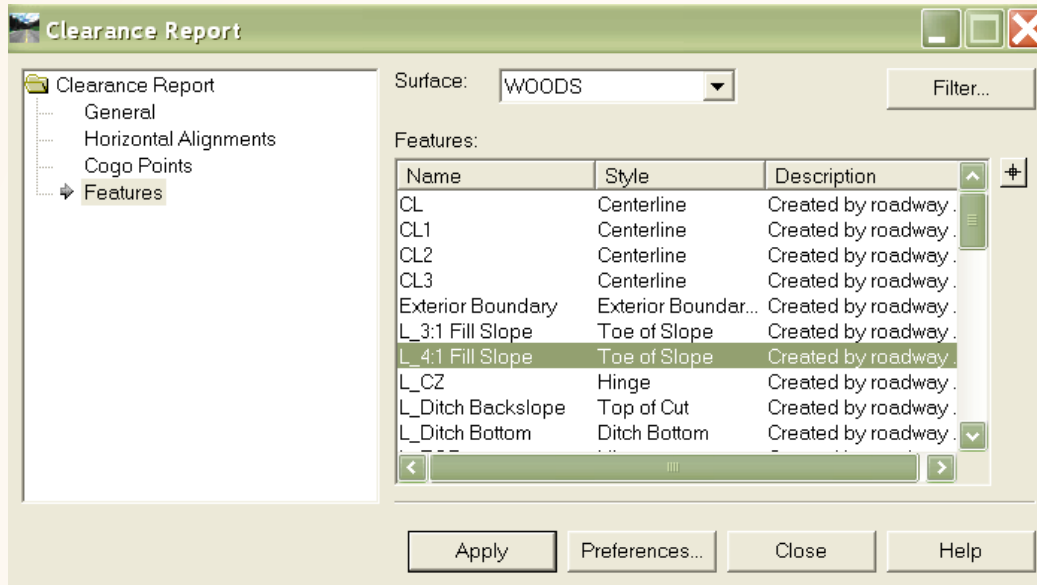 Clearance Report
Clearance Report
General
Horizontal Alignments
Cogo Points
Features
Surface: WOODS Filter...
Features:
Name Style Description
CL Centerline Created by roadway .
CL1 Centerline Created by roadway .
CL2 Centerline Created by roadway .
CL3 Centerline Created by roadway .
Exterior Boundary Exterior Boundar... Created by roadway .
L_3:1 Fill Slope Toe of Slope Created by roadway .
L_4:1 Fill Slope Toe of Slope Created by roadway .
L_CZ Hinge Created by roadway .
L_Ditch Backslope Top of Cut Created by roadway .
L_Ditch Bottom Ditch Bottom Created by roadway .
Apply Preferences... Close Help